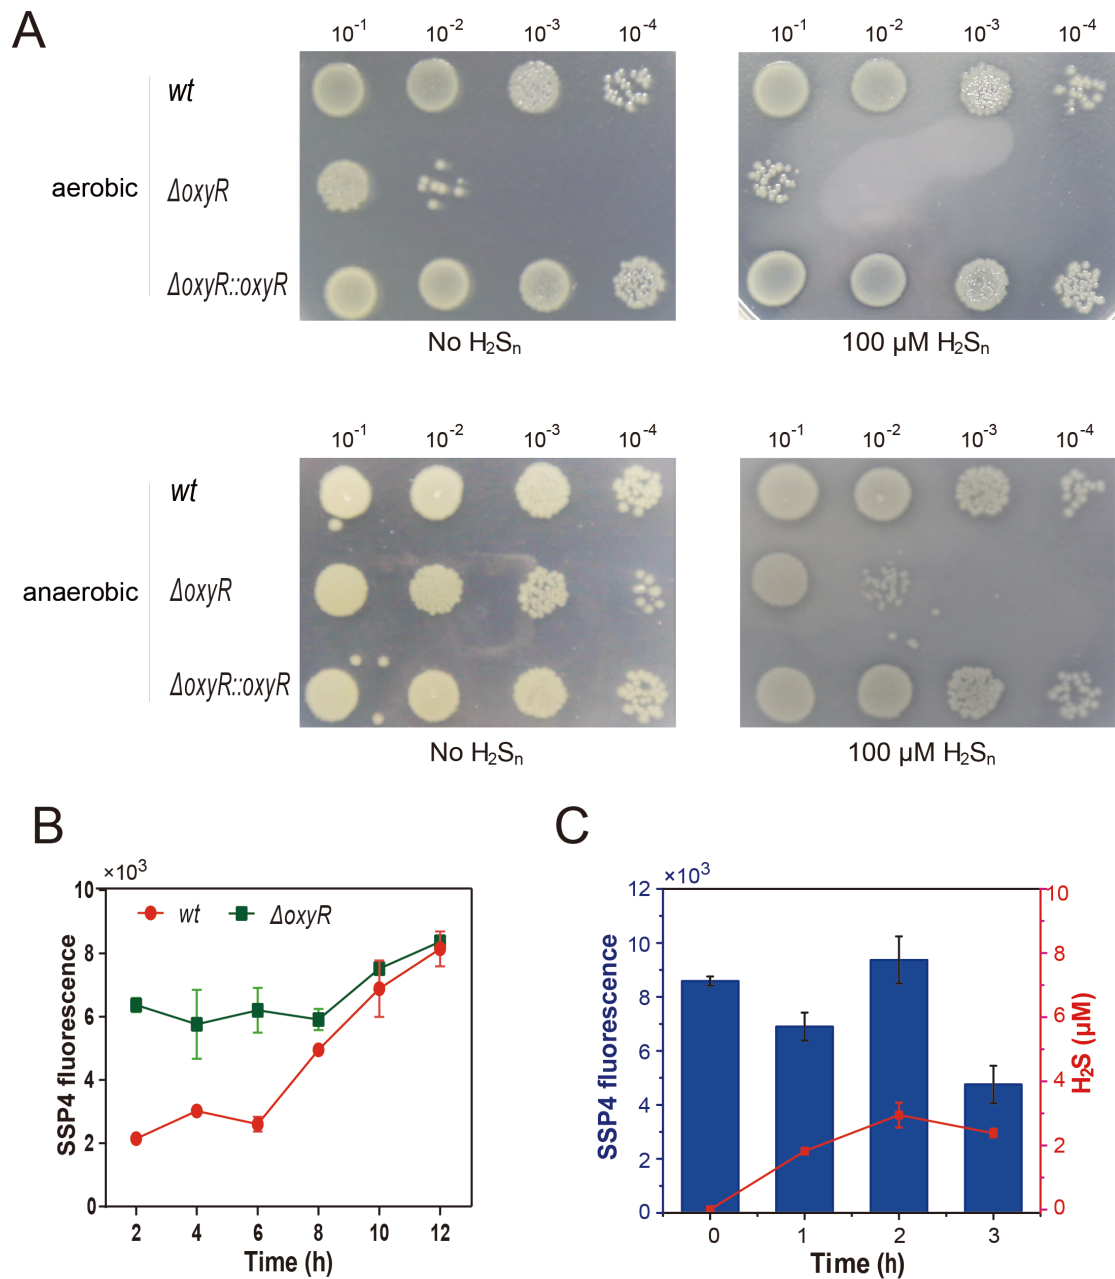 A
10⁻¹ 10⁻² 10⁻³ 10⁻⁴ 10⁻¹ 10⁻² 10⁻³ 10⁻⁴
wt
aerobic
ΔoxyR
ΔoxyR::oxyR
No H₂Sₙ 100 µM H₂Sₙ
10⁻¹ 10⁻² 10⁻³ 10⁻⁴ 10⁻¹ 10⁻² 10⁻³ 10⁻⁴
wt
anaerobic
ΔoxyR
ΔoxyR::oxyR
No H₂Sₙ 100 µM H₂Sₙ
B
×10³
10
8
6
4
2
0
wt ΔoxyR
SSP4 fluorescence
2 4 6 8 10 12
Time (h)
C
×10³
12
10
8
6
4
2
0
SSP4 fluorescence
10
8
6
4
2
0
H₂S (µM)
0 1 2 3
Time (h)